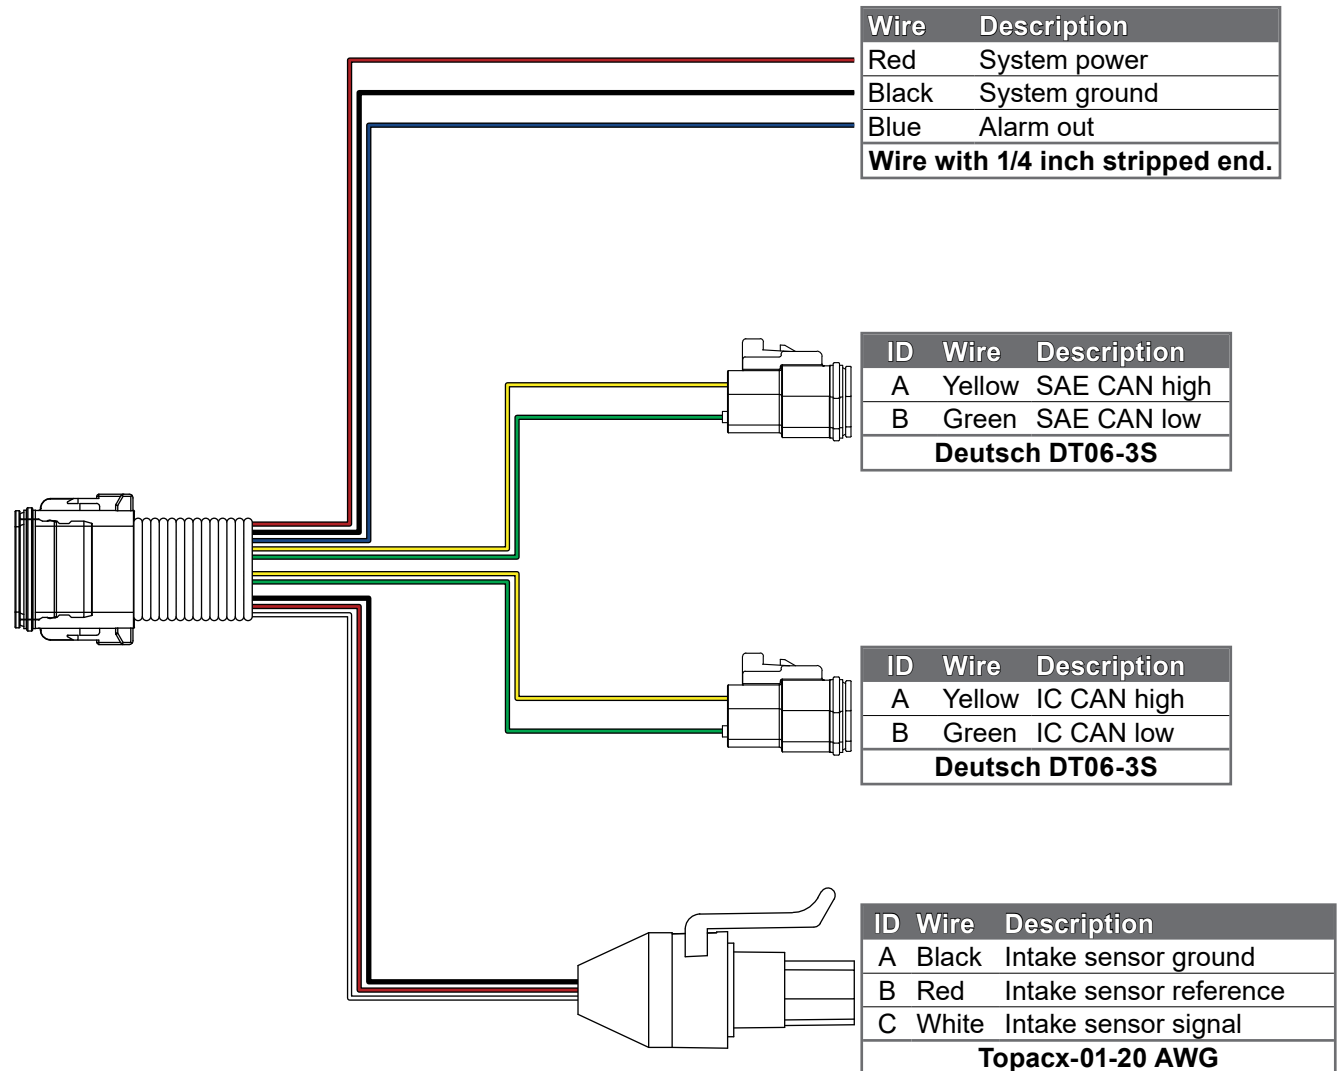 Wire Description
Red System power
Black System ground
Blue Alarm out
Wire with 1/4 inch stripped end.
ID Wire Description
A Yellow SAE CAN high
B Green SAE CAN low
Deutsch DT06-3S
ID Wire Description
A Yellow IC CAN high
B Green IC CAN low
Deutsch DT06-3S
ID Wire Description
A Black Intake sensor ground
B Red Intake sensor reference
C White Intake sensor signal
Topacx-01-20 AWG